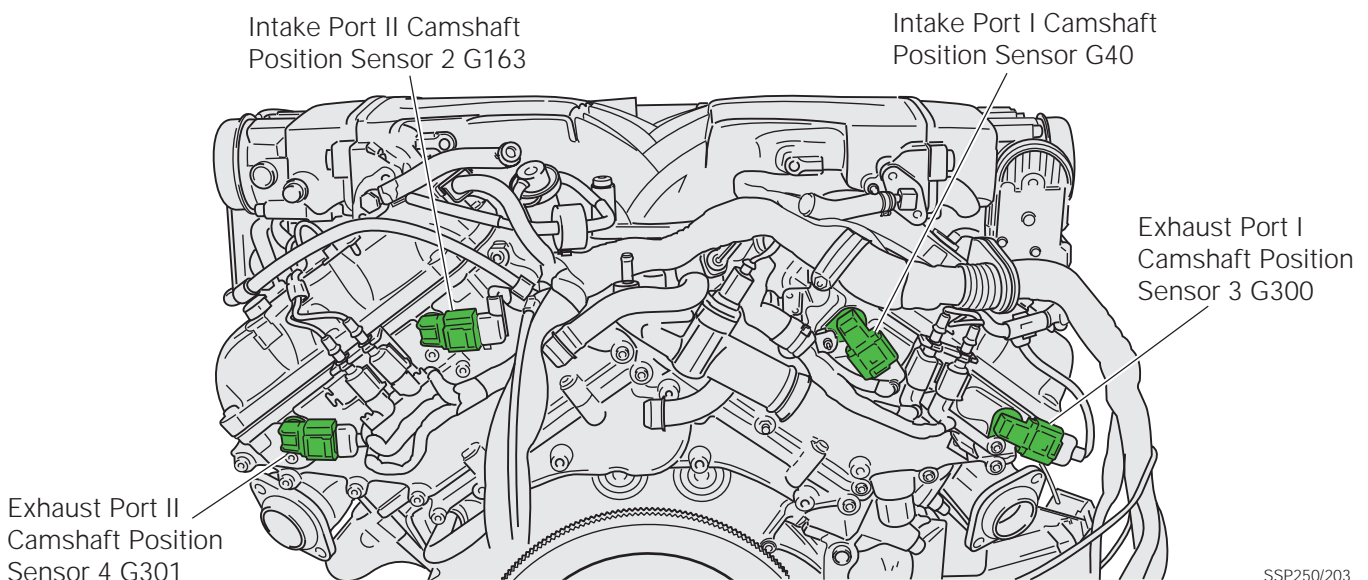 Intake Port II Camshaft
Position Sensor 2 G163
Intake Port I Camshaft
Position Sensor G40
Exhaust Port I
Camshaft Position
Sensor 3 G300
Exhaust Port II
Camshaft Position
Sensor 4 G301
SSP250/203